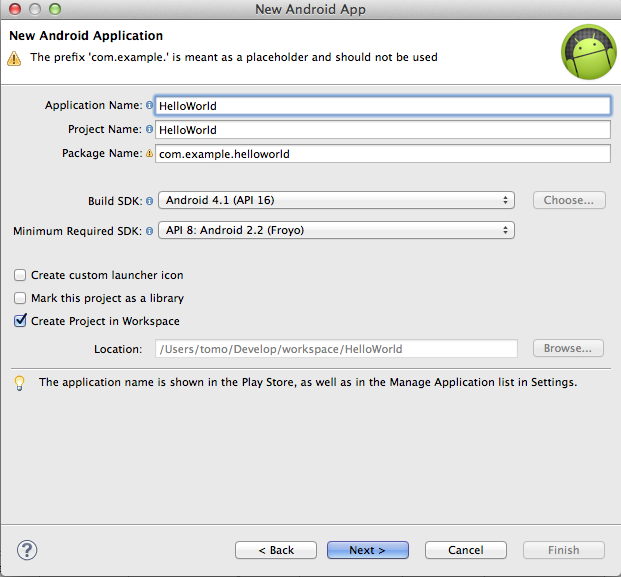 New Android App
New Android Application
The prefix 'com.example.' is meant as a placeholder and should not be used
Application Name: HelloWorld
Project Name: HelloWorld
Package Name: com.example.helloworld
Build SDK: Android 4.1 (API 16) Choose...
Minimum Required SDK: API 8: Android 2.2 (Froyo)
Create custom launcher icon
Mark this project as a library
Create Project in Workspace
Location: /Users/tomo/Develop/workspace/HelloWorld Browse...
The application name is shown in the Play Store, as well as in the Manage Application list in Settings.
? < Back Next > Cancel Finish